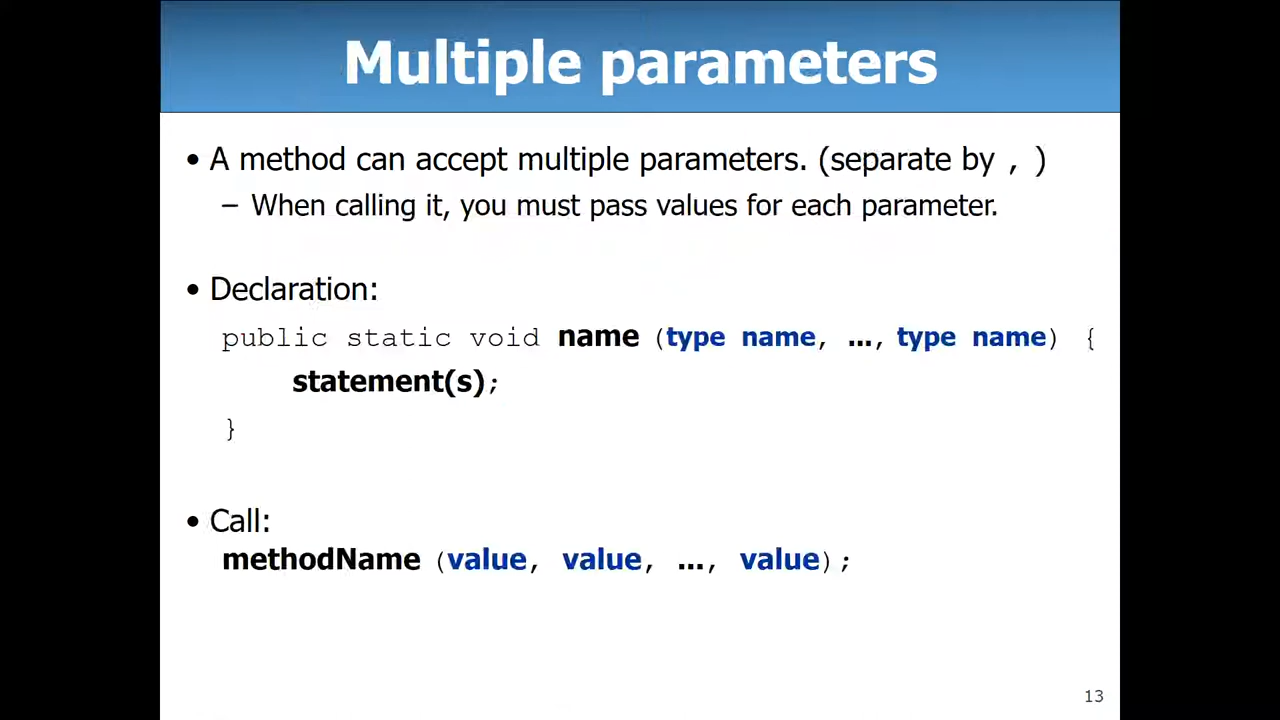 Multiple parameters
• A method can accept multiple parameters. (separate by , )
– When calling it, you must pass values for each parameter.
• Declaration:
public static void name (type name, ..., type name) {
statement(s);
}
• Call:
methodName (value, value, ..., value);
13